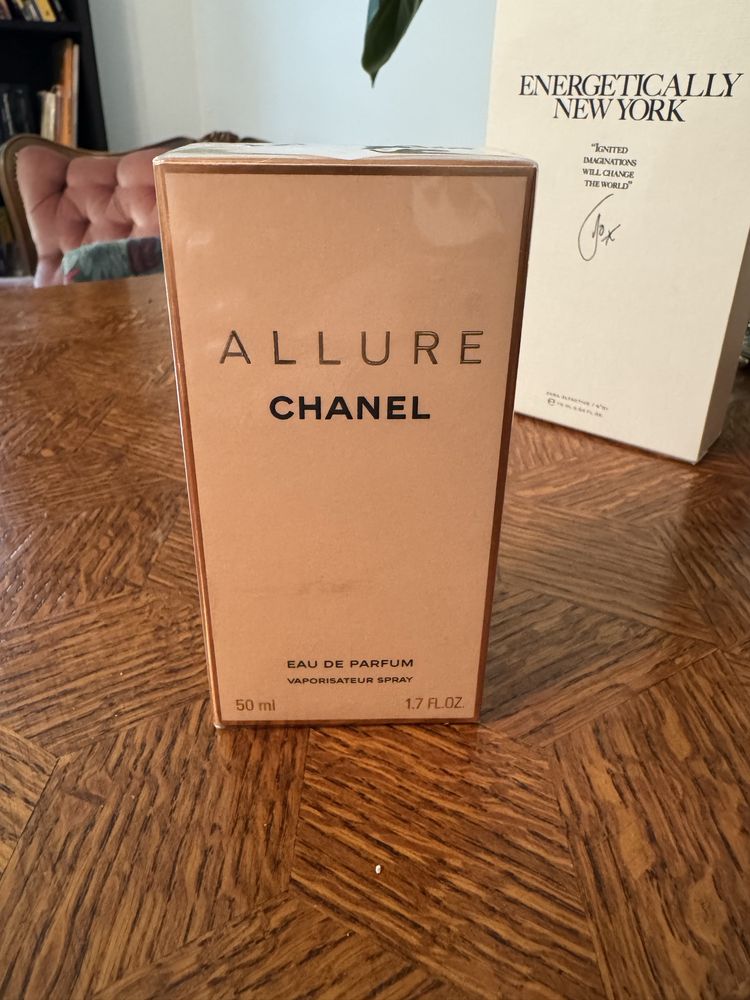 ALLURE
CHANEL
EAU DE PARFUM
VAPORISATEUR SPRAY
50 ml
1.7 FL.OZ.
ENERGETICALLY
NEW YORK
"IGNITED
IMAGINATIONS
WILL CHANGE
THE WORLD"
Jo x